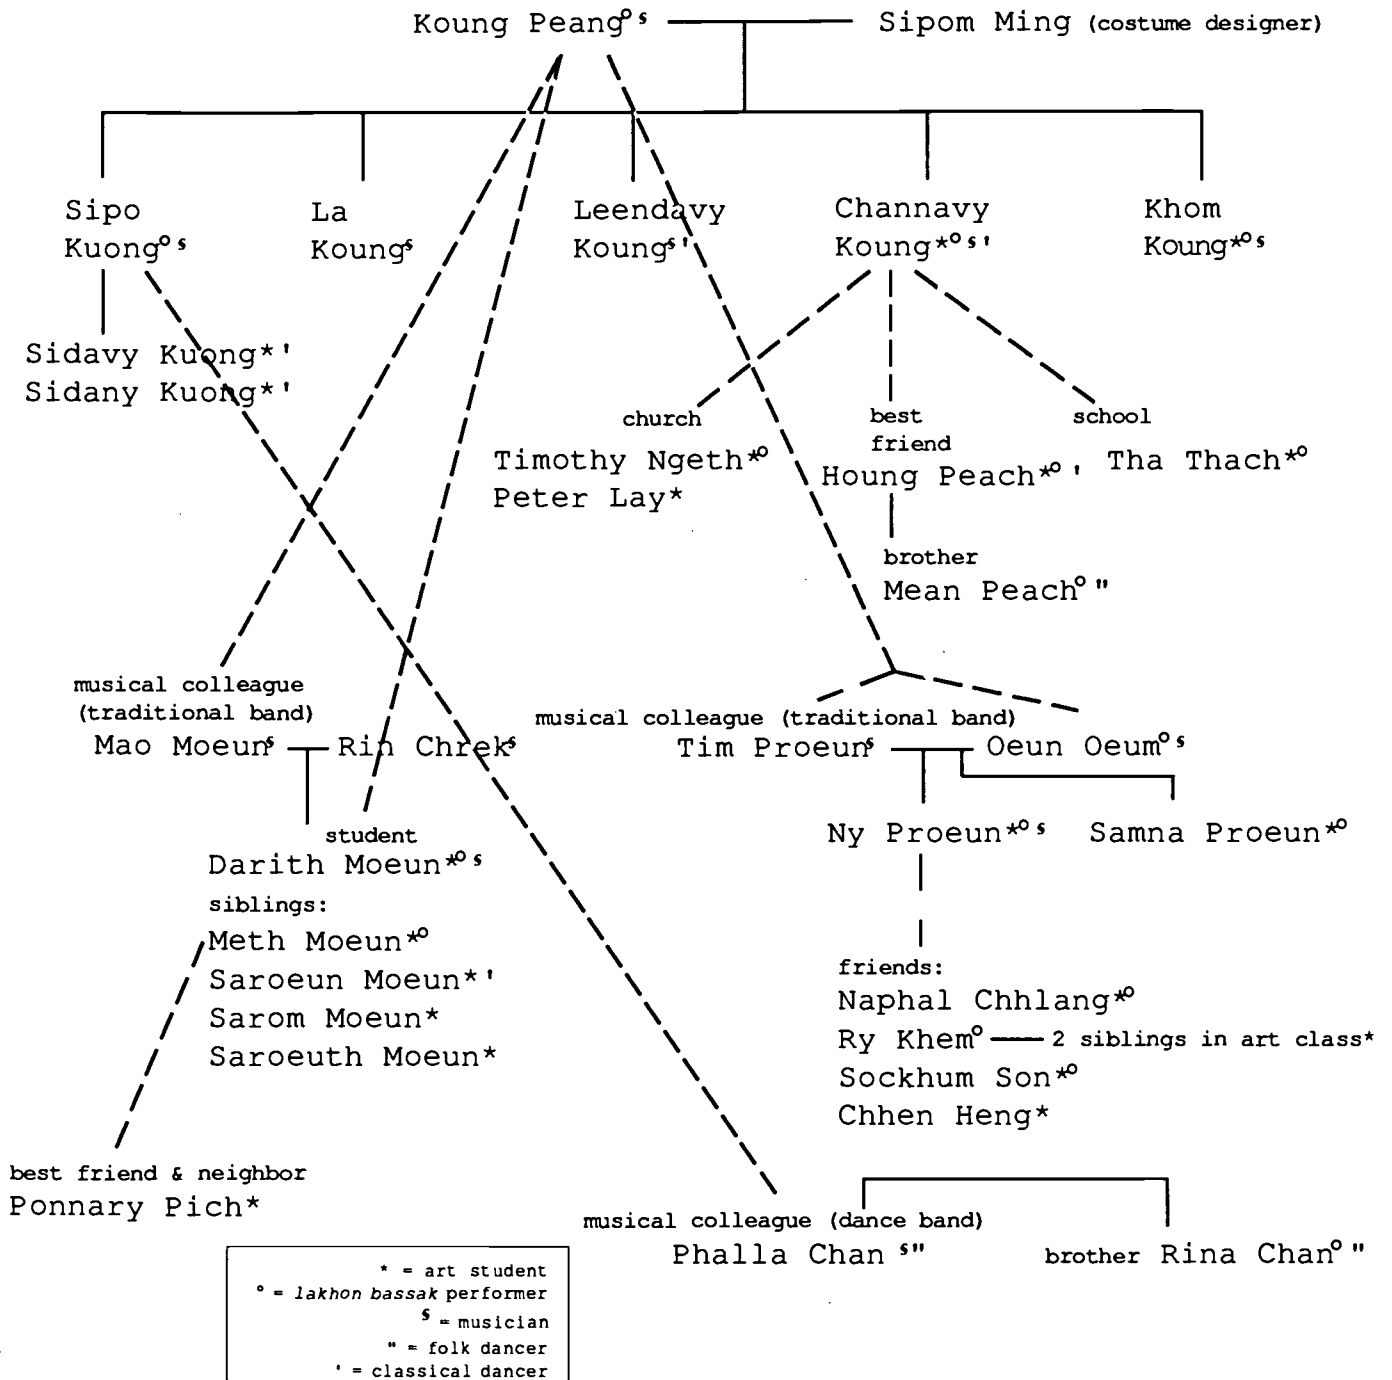 Koung Peang° s Sipom Ming (costume designer)
Sipo La Leendavy Channavy Khom
Kuong° s Koung s Koung s ' Koung*° s ' Koung*° s
Sidavy Kuong* '
Sidany Kuong* '
church best school
friend
Timothy Ngeth*° Houng Peach*° ' Tha Thach*°
Peter Lay*
brother
Mean Peach° "
musical colleague
(traditional band)
Mao Moeun s Rin Chrek s
musical colleague (traditional band)
Tim Proeun s Oeun Oeum° s
student
Darith Moeun*° s
Ny Proeun*° s Samna Proeun*°
siblings:
Meth Moeun*°
Saroeun Moeun* '
Sarom Moeun*
Saroeuth Moeun*
friends:
Naphal Chhlang*°
Ry Khem° 2 siblings in art class*
Sockhum Son*°
Chhen Heng*
best friend & neighbor
Ponnary Pich*
musical colleague (dance band)
Phalla Chan s " brother Rina Chan° "
* = art student
° = lakhon bassak performer
s = musician
" = folk dancer
' = classical dancer